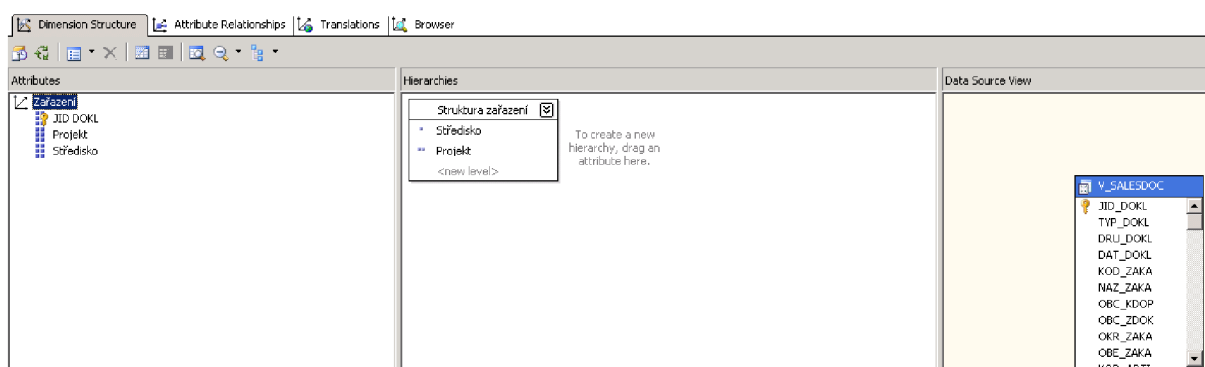 Dimension Structure Attribute Relationships Translations Browser
Attributes
Zařazení
JID DOKL
Projekt
Středisko
Hierarchies
Struktura zařazení
Středisko
Projekt
<new level>
To create a new
hierarchy, drag an
attribute here.
Data Source View
V_SALESDOC
JID_DOKL
TYP_DOKL
DRU_DOKL
DAT_DOKL
KOD_ZAKA
NAZ_ZAKA
OBC_KDOP
OBC_ZDOK
OKR_ZAKA
OBE_ZAKA